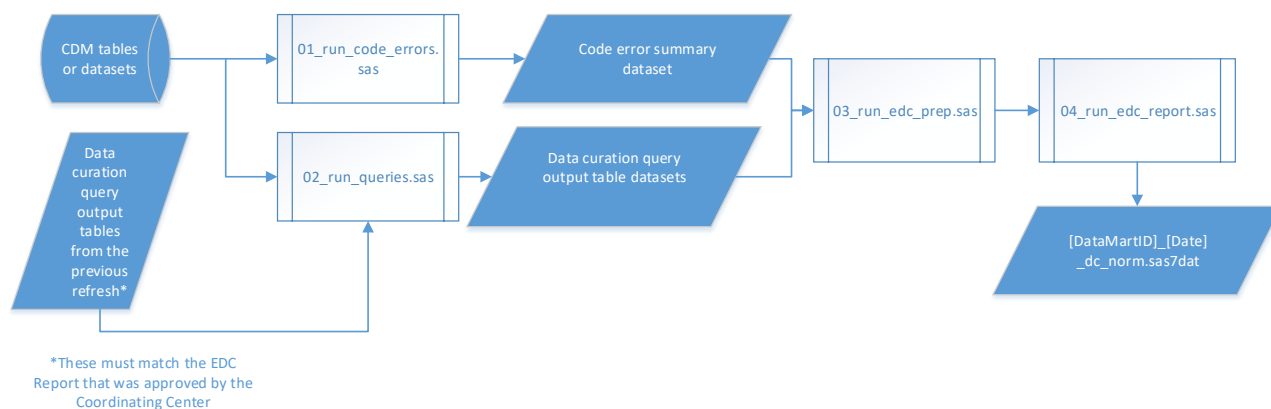 CDM tables
or datasets
01_run_code_errors.
sas
Code error summary
dataset
03_run_edc_prep.sas
04_run_edc_report.sas
Data
curation
query
output
tables
from the
previous
refresh*
02_run_queries.sas
Data curation query
output table datasets
[DataMartID]_[Date]
_dc_norm.sas7dat
*These must match the EDC
Report that was approved by the
Coordinating Center